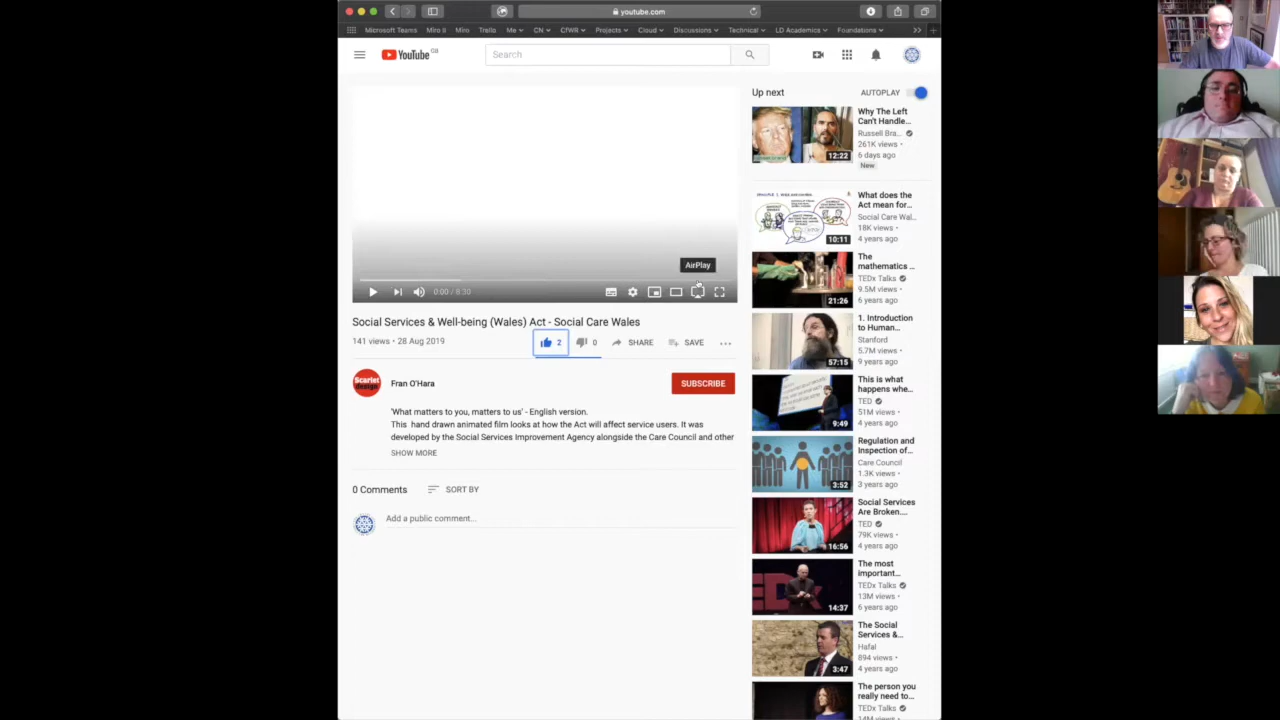 youtube.com
Microsoft Teams Miro II Miro Trello Me CN CfWR Projects Cloud Discussions Technical LD Academics Foundations
YouTube GB
Search
Up next
AUTOPLAY
Why The Left
Can't Handle...
Russell Bra...
261K views •
6 days ago
New
12:22
What does the
Act mean for...
Social Care Wal...
18K views •
4 years ago
10:11
The
mathematics ...
TEDx Talks
9.5M views •
6 years ago
21:26
1. Introduction
to Human...
Stanford
5.7M views •
9 years ago
57:15
This is what
happens whe...
TED
51M views •
4 years ago
9:49
Regulation and
Inspection of...
Care Council
1.3K views •
3 years ago
3:52
Social Services
Are Broken....
TED
79K views •
4 years ago
16:56
The most
important...
TEDx Talks
13M views •
6 years ago
14:37
The Social
Services &...
Hafal
894 views •
4 years ago
3:47
The person you
really need to...
TEDx Talks
14M views •
AirPlay
0:00 / 8:30
Social Services & Well-being (Wales) Act - Social Care Wales
141 views • 28 Aug 2019
2 0 SHARE SAVE ...
Scarlet
design
Fran O'Hara
SUBSCRIBE
'What matters to you, matters to us' - English version.
This hand drawn animated film looks at how the Act will affect service users. It was
developed by the Social Services Improvement Agency alongside the Care Council and other
SHOW MORE
0 Comments SORT BY
Add a public comment...